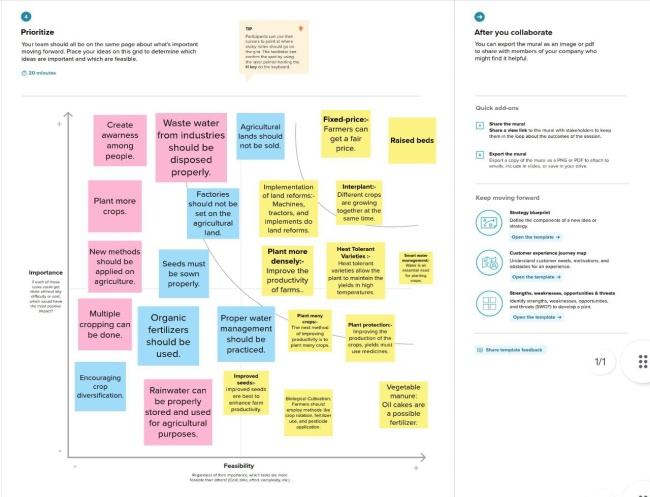 4
Prioritize
Your team should all be on the same page about what's important
moving forward. Place your ideas on this grid to determine which
ideas are important and which are feasible.
20 minutes
TIP
Participants can use their
cursors to point at where
sticky notes should go on
the grid. The facilitator can
confirm the spot by using
the laser pointer holding the
H key on the keyboard.
+
Create
awarness
among
people.
Waste water
from industries
should be
disposed
properly.
Agricultural
lands should
not be sold.
Fixed-price:-
Farmers can
get a fair
price.
Raised beds
Plant more
crops.
Factories
should not be
set on the
agricultural
land.
Implementation
of land reforms:-
Machines,
tractors, and
implements do
land reforms.
Interplant:-
Different crops
are growing
together at the
same time.
New methods
should be
applied on
agriculture.
Seeds must
be sown
properly.
Plant more
densely:-
Improve the
productivity
of farms..
Heat Tolerant
Varieties :-
Heat tolerant
varieties allow the
plant to maintain the
yields in high
temperatures.
Smart water
management:-
Water is an
essential need
for planting
crops.
Importance
If each of these
tasks could get
done without any
difficulty or cost,
which would have
the most positive
impact?
Multiple
cropping can
be done.
Organic
fertilizers
should be
used.
Proper water
management
should be
practiced.
Plant many
crops:-
The next method
of improving
productivity is to
plant many crops.
Plant protection:-
Improving the
production of the
crops, yields must
use medicines.
Encouraging
crop
diversification.
Rainwater can
be properly
stored and used
for agricultural
purposes.
Improved
seeds:-
improved seeds
are best to
enhance farm
productivity.
Biological Cultivation:
Farmers should
employ methods like
crop rotation, fertilizer
use, and pesticide
application.
Vegetable
manure:
Oil cakes are
a possible
fertilizer.
-
-
Feasibility
+
Regardless of their importance, which tasks are more
feasible than others? (Cost, time, effort, complexity, etc.)
After you collaborate
You can export the mural as an image or pdf
to share with members of your company who
might find it helpful.
Quick add-ons
A
Share the mural
Share a view link to the mural with stakeholders to keep
them in the loop about the outcomes of the session.
B
Export the mural
Export a copy of the mural as a PNG or PDF to attach to
emails, include in slides, or save in your drive.
Keep moving forward
Strategy blueprint
Define the components of a new idea or
strategy.
Open the template →
Customer experience journey map
Understand customer needs, motivations, and
obstacles for an experience.
Open the template →
Strengths, weaknesses, opportunities & threats
Identify strengths, weaknesses, opportunities,
and threats (SWOT) to develop a plan.
Open the template →
Share template feedback
1/1